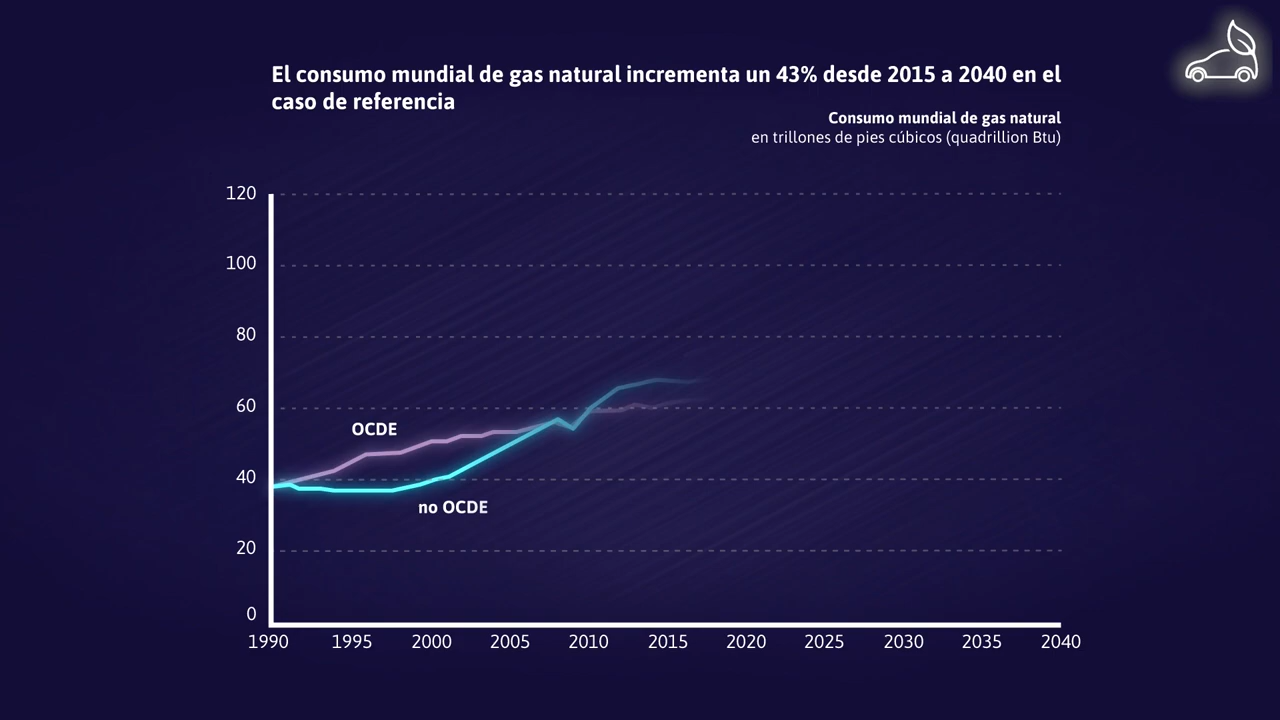 El consumo mundial de gas natural incrementa un 43% desde 2015 a 2040 en el
caso de referencia
Consumo mundial de gas natural
en trillones de pies cúbicos (quadrillion Btu)
120
100
80
60
40
20
0
OCDE
no OCDE
1990 1995 2000 2005 2010 2015 2020 2025 2030 2035 2040